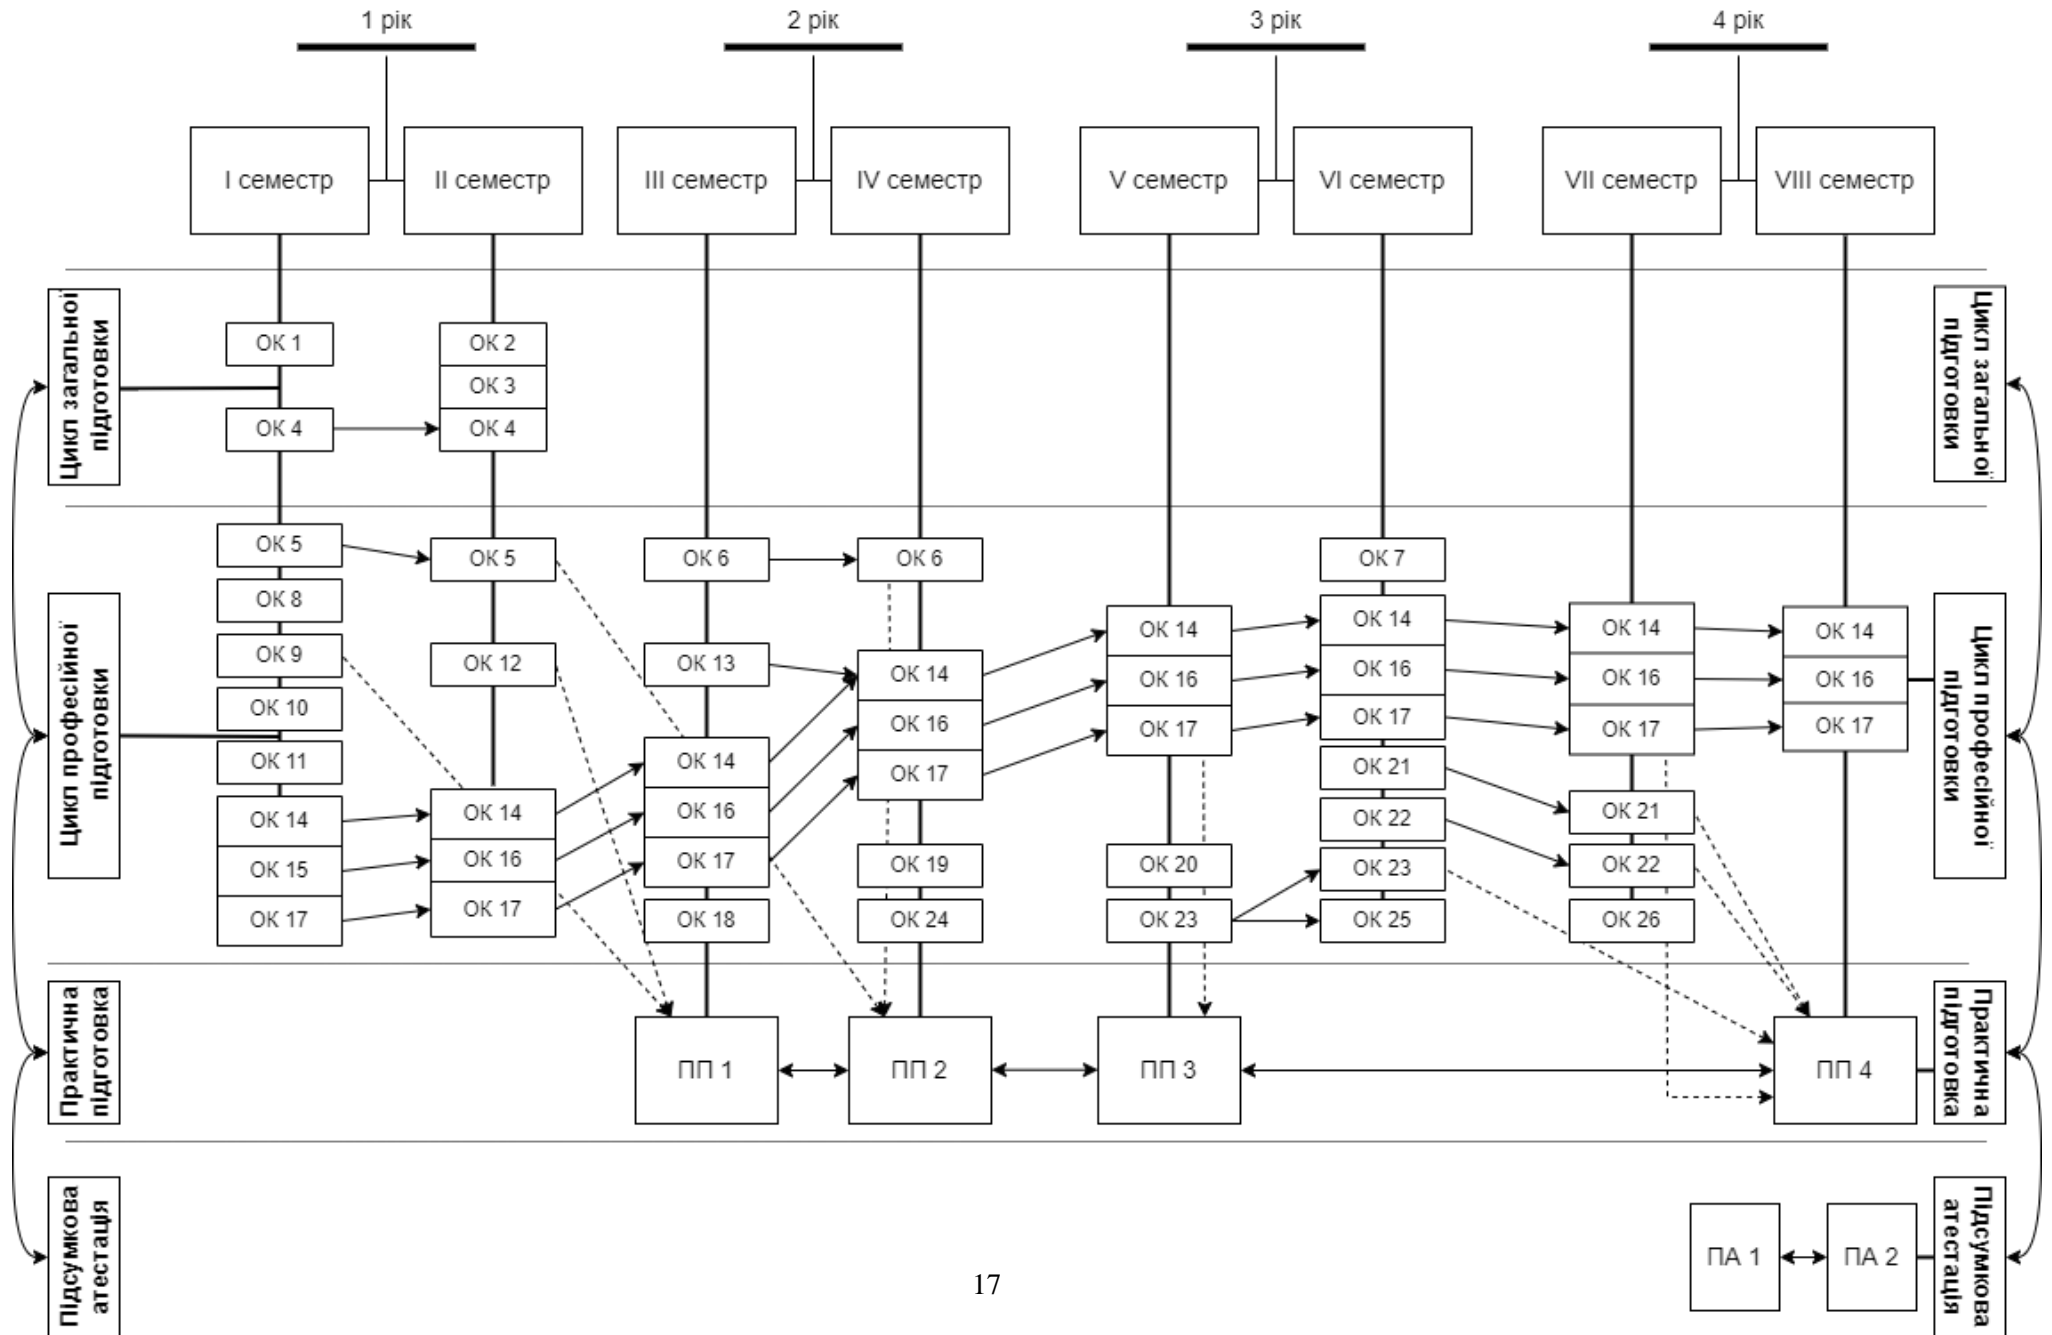 1 рік
2 рік
3 рік
4 рік
I семестр
II семестр
III семестр
IV семестр
V семестр
VI семестр
VII семестр
VIII семестр
Цикл загальної
підготовки
ОК 1
ОК 4
ОК 2
ОК 3
ОК 4
Цикл загальної
підготовки
Цикл професійної
підготовки
ОК 5
ОК 8
ОК 9
ОК 10
ОК 11
ОК 14
ОК 15
ОК 17
ОК 5
ОК 12
ОК 14
ОК 16
ОК 17
ОК 6
ОК 13
ОК 14
ОК 16
ОК 17
ОК 18
ОК 6
ОК 14
ОК 16
ОК 17
ОК 19
ОК 24
ОК 14
ОК 16
ОК 17
ОК 20
ОК 23
ОК 7
ОК 14
ОК 16
ОК 17
ОК 21
ОК 22
ОК 23
ОК 25
ОК 14
ОК 16
ОК 17
ОК 21
ОК 22
ОК 26
ОК 14
ОК 16
ОК 17
Цикл професійної
підготовки
Практична
підготовка
ПП 1
ПП 2
ПП 3
ПП 4
Практична
підготовка
Підсумкова
атестація
ПА 1
ПА 2
Підсумкова
атестація
17